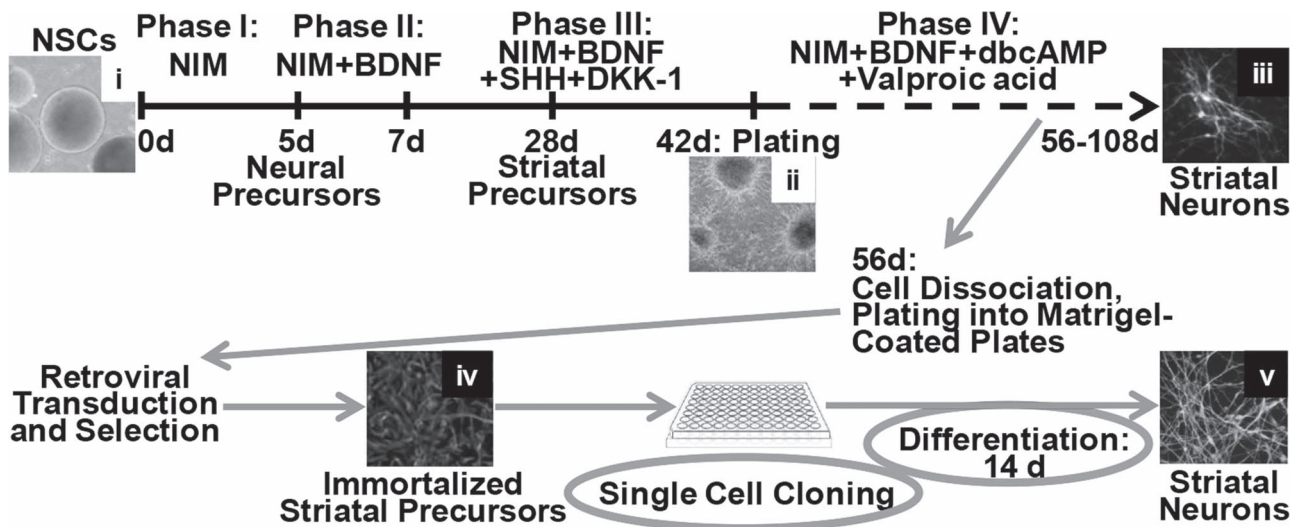 NSCs
i
Phase I:
NIM
Phase II:
NIM+BDNF
Phase III:
NIM+BDNF
+SHH+DKK-1
Phase IV:
NIM+BDNF+dbcAMP
+Valproic acid
iii
0d
5d
7d
28d
42d: Plating
56-108d
Neural
Precursors
Striatal
Precursors
ii
Striatal
Neurons
56d:
Cell Dissociation,
Plating into Matrigel-
Coated Plates
Retroviral
Transduction
and Selection
iv
Immortalized
Striatal Precursors
Single Cell Cloning
Differentiation:
14 d
v
Striatal
Neurons